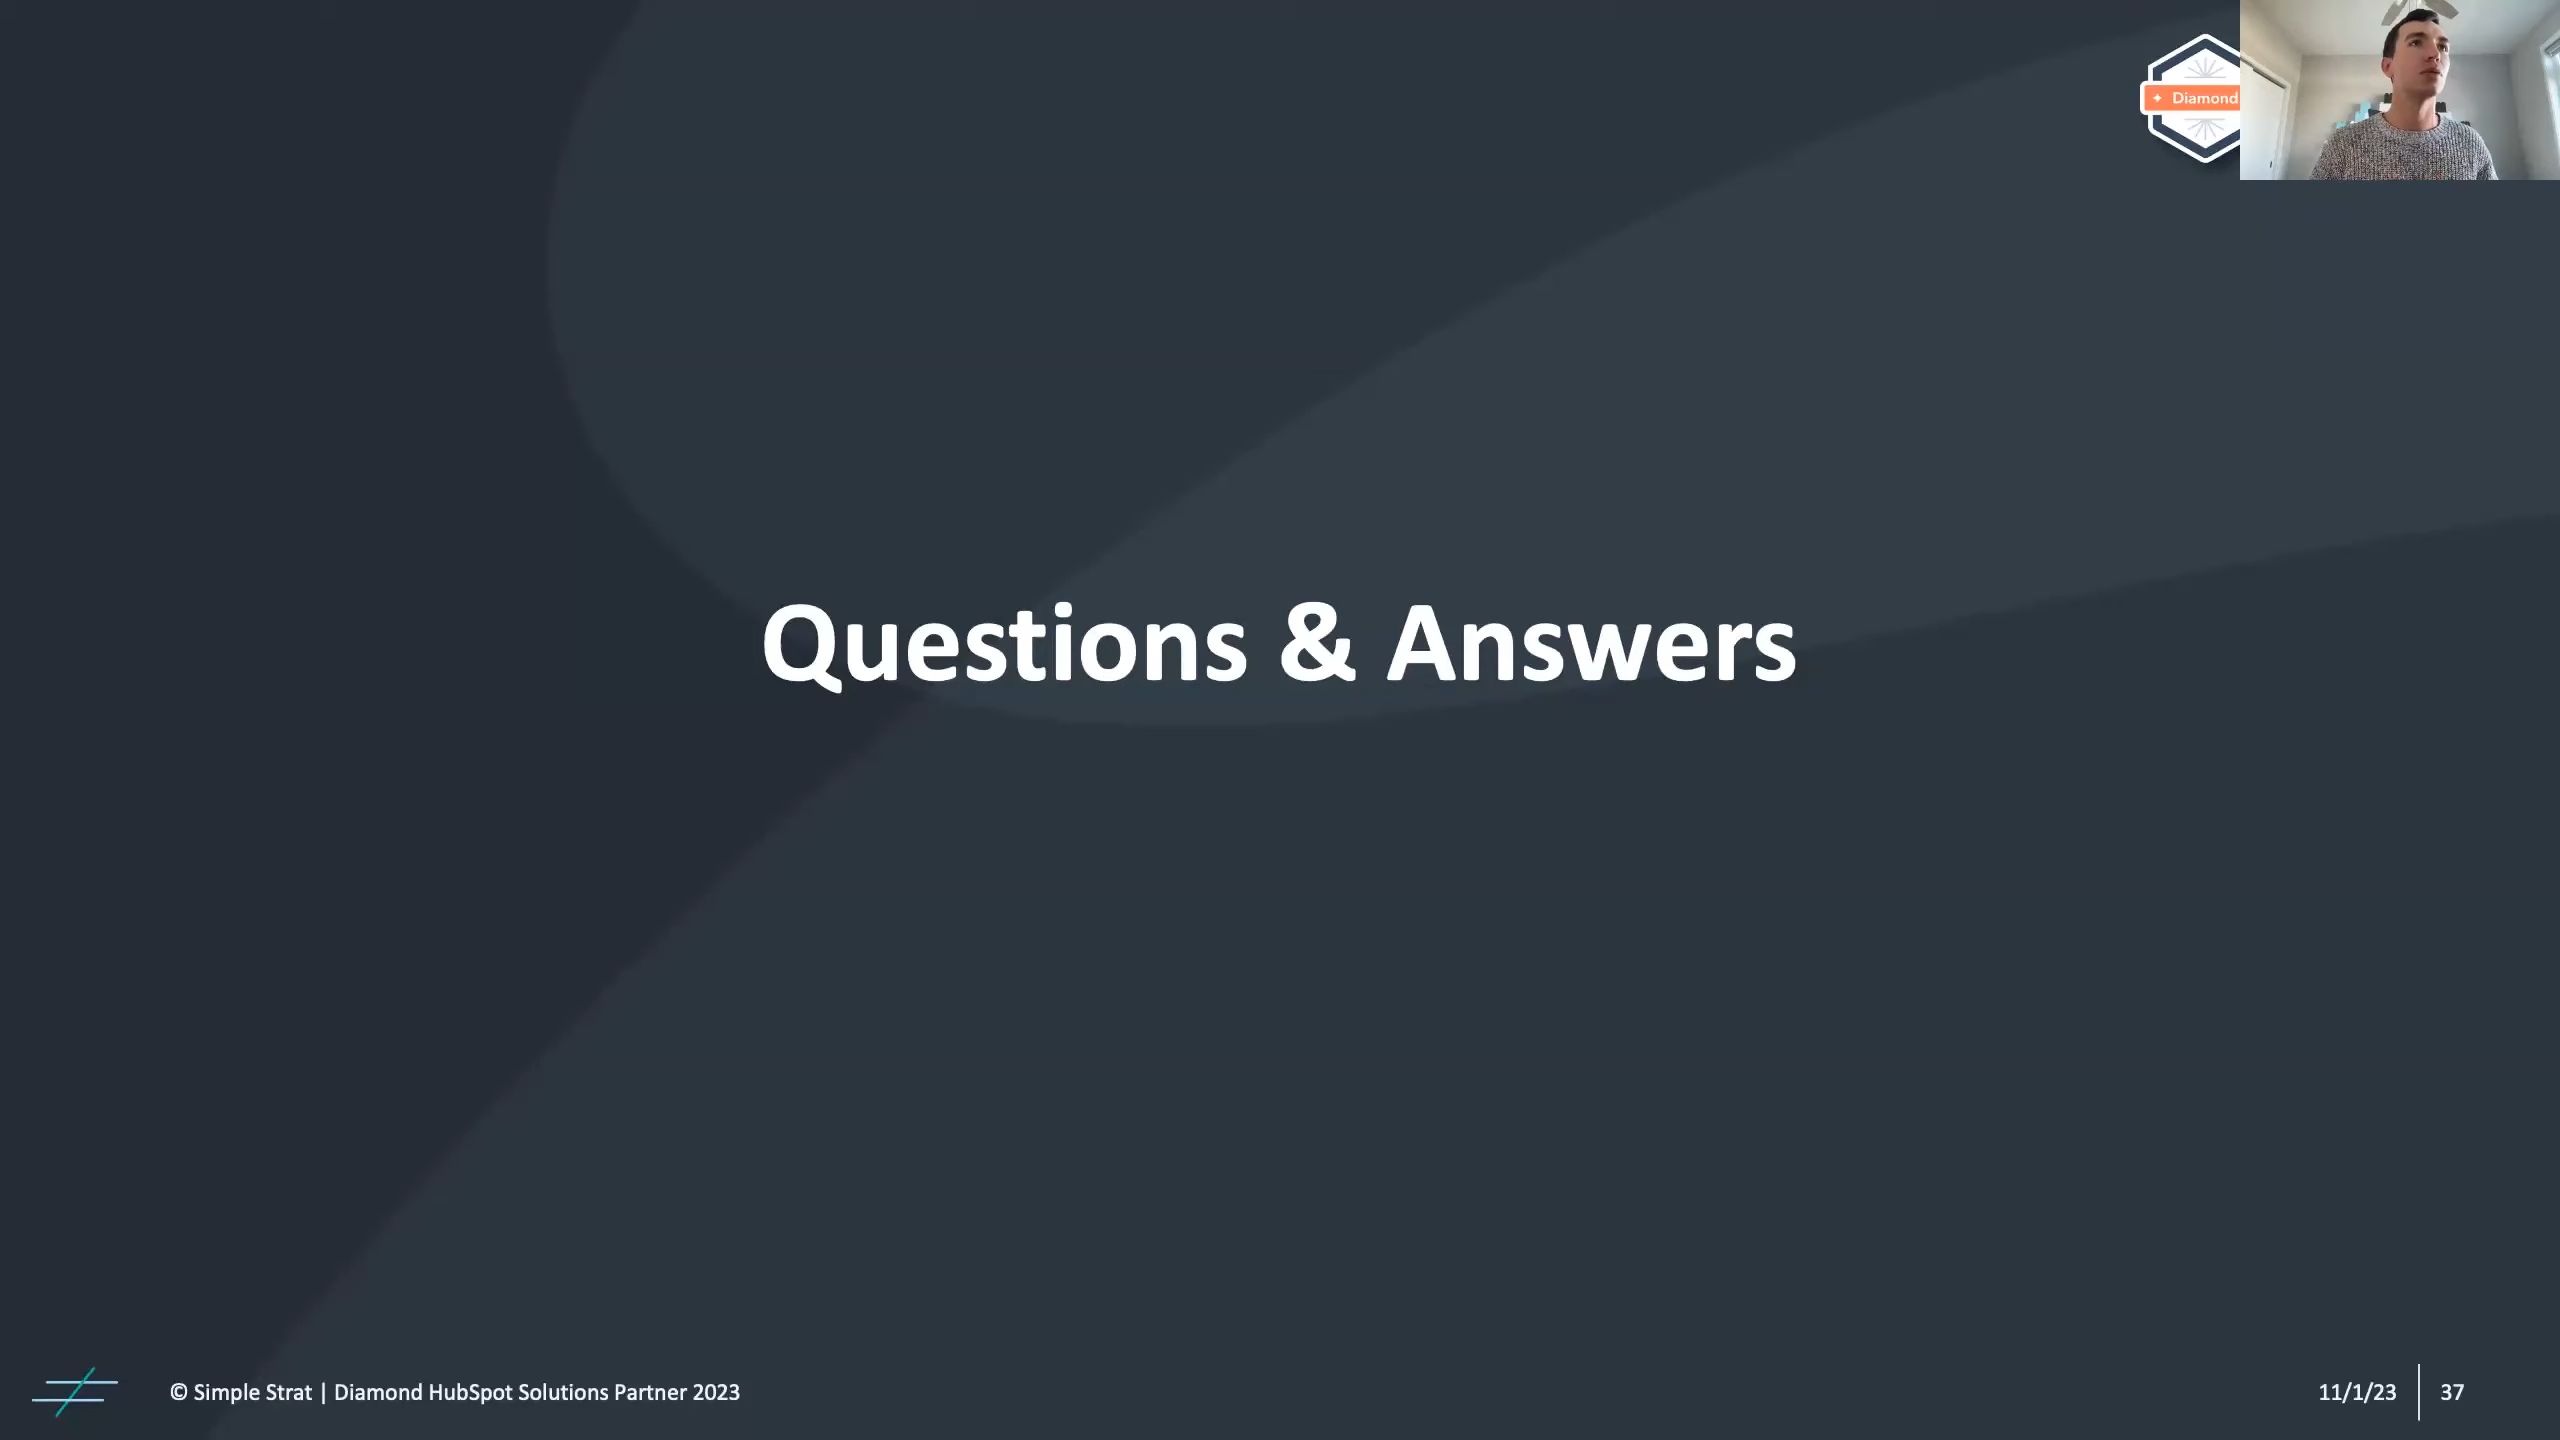 Diamond
Questions & Answers
© Simple Strat | Diamond HubSpot Solutions Partner 2023
11/1/23
37